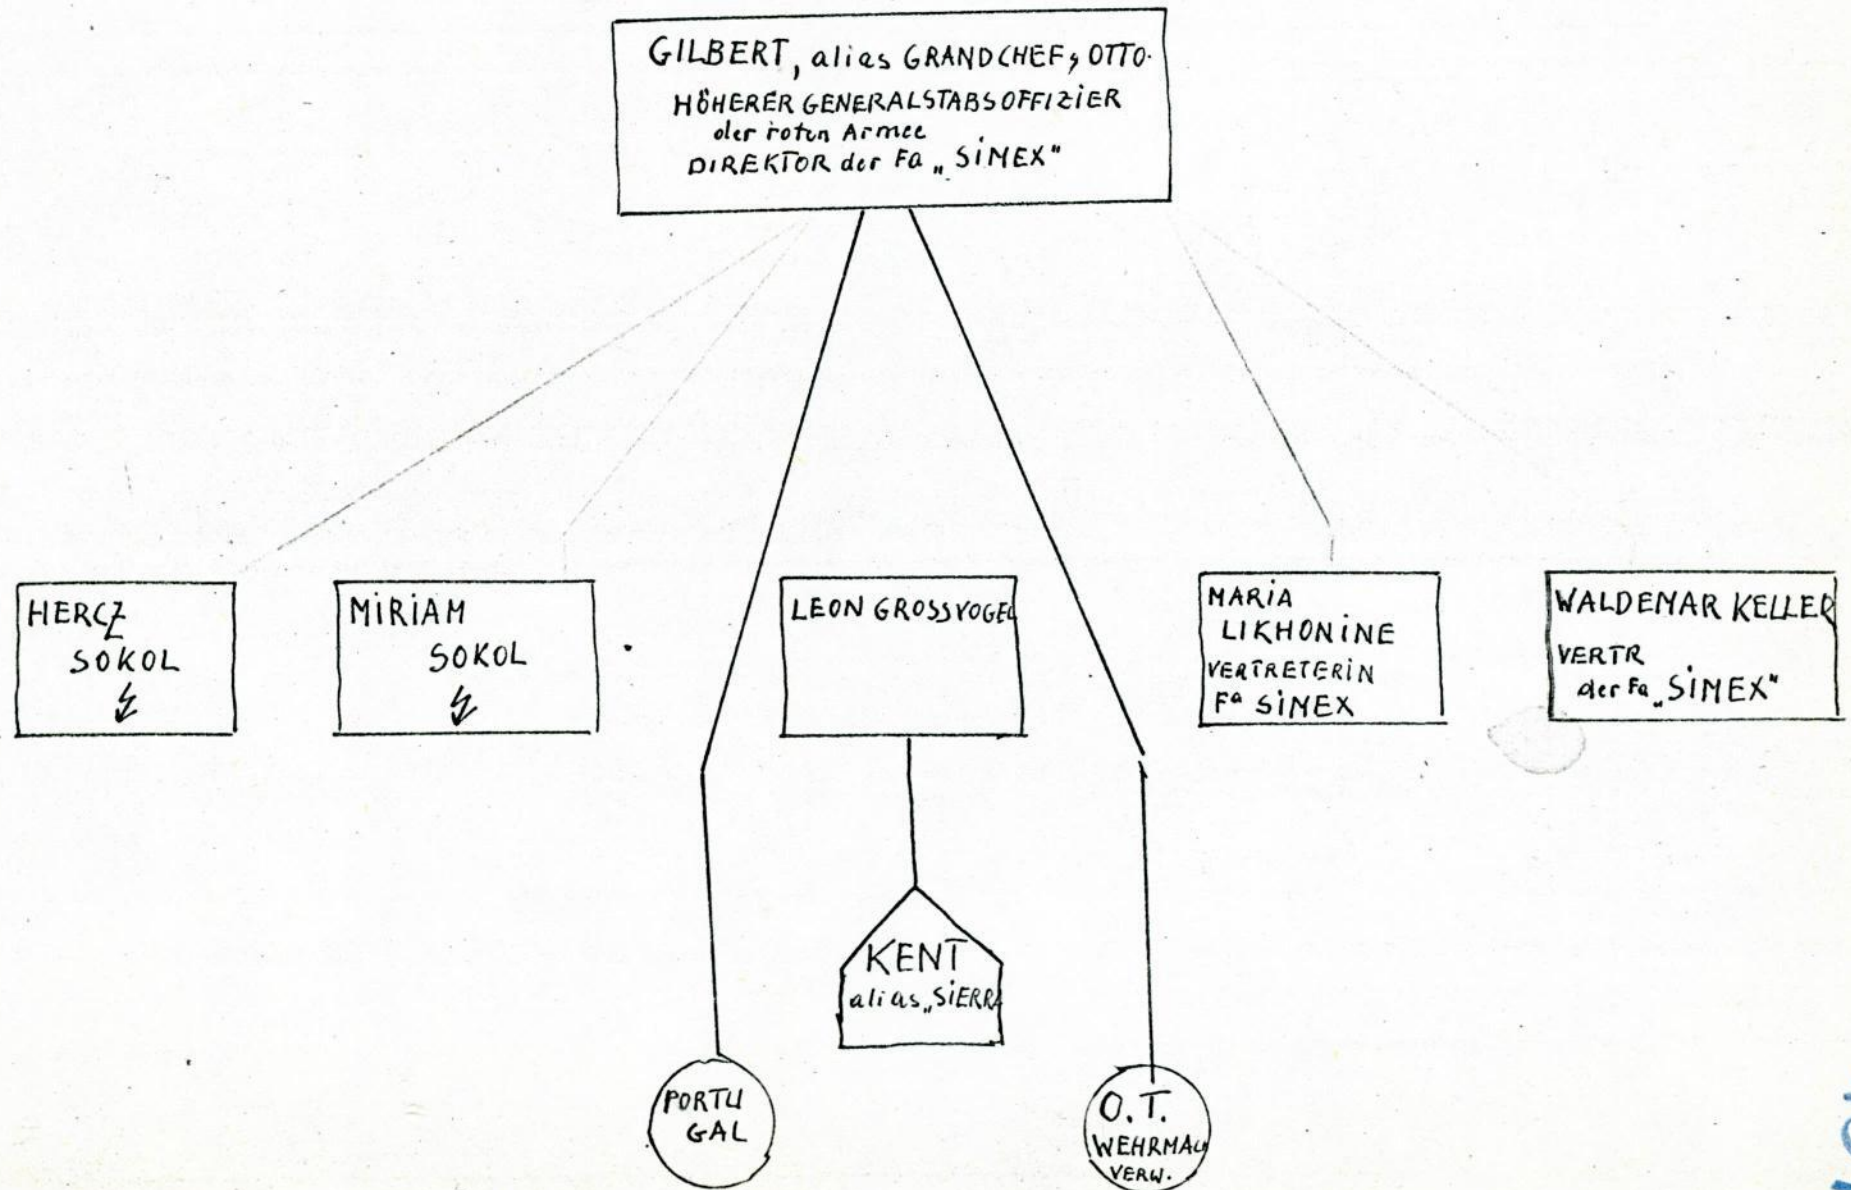 GILBERT, alias GRANDCHEF, OTTO.
HÖHERER GENERALSTABSOFFIZIER
der roten Armee
DIREKTOR der Fa „SIMEX"
HERCZ
SOKOL
MIRIAM
SOKOL
LEON GROSSVOGEL
MARIA
LIKHONINE
VERTRETERIN
Fa SIMEX
WALDEMAR KELLER
VERTR
der Fa „SIMEX"
KENT
alias „SIERRA
PORTU
GAL
O.T.
WEHRMACH
VERW.